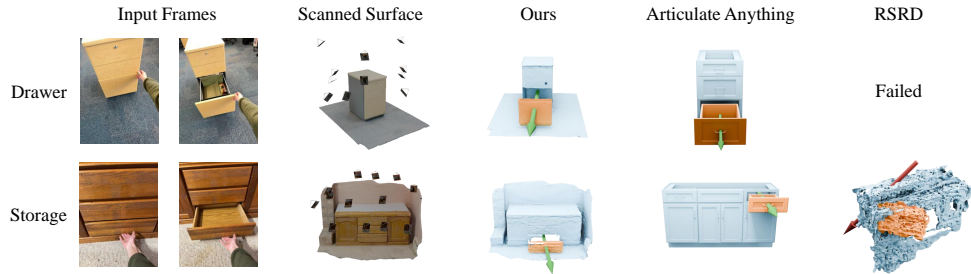 Input Frames Scanned Surface Ours Articulate Anything RSRD
Drawer Failed
Storage